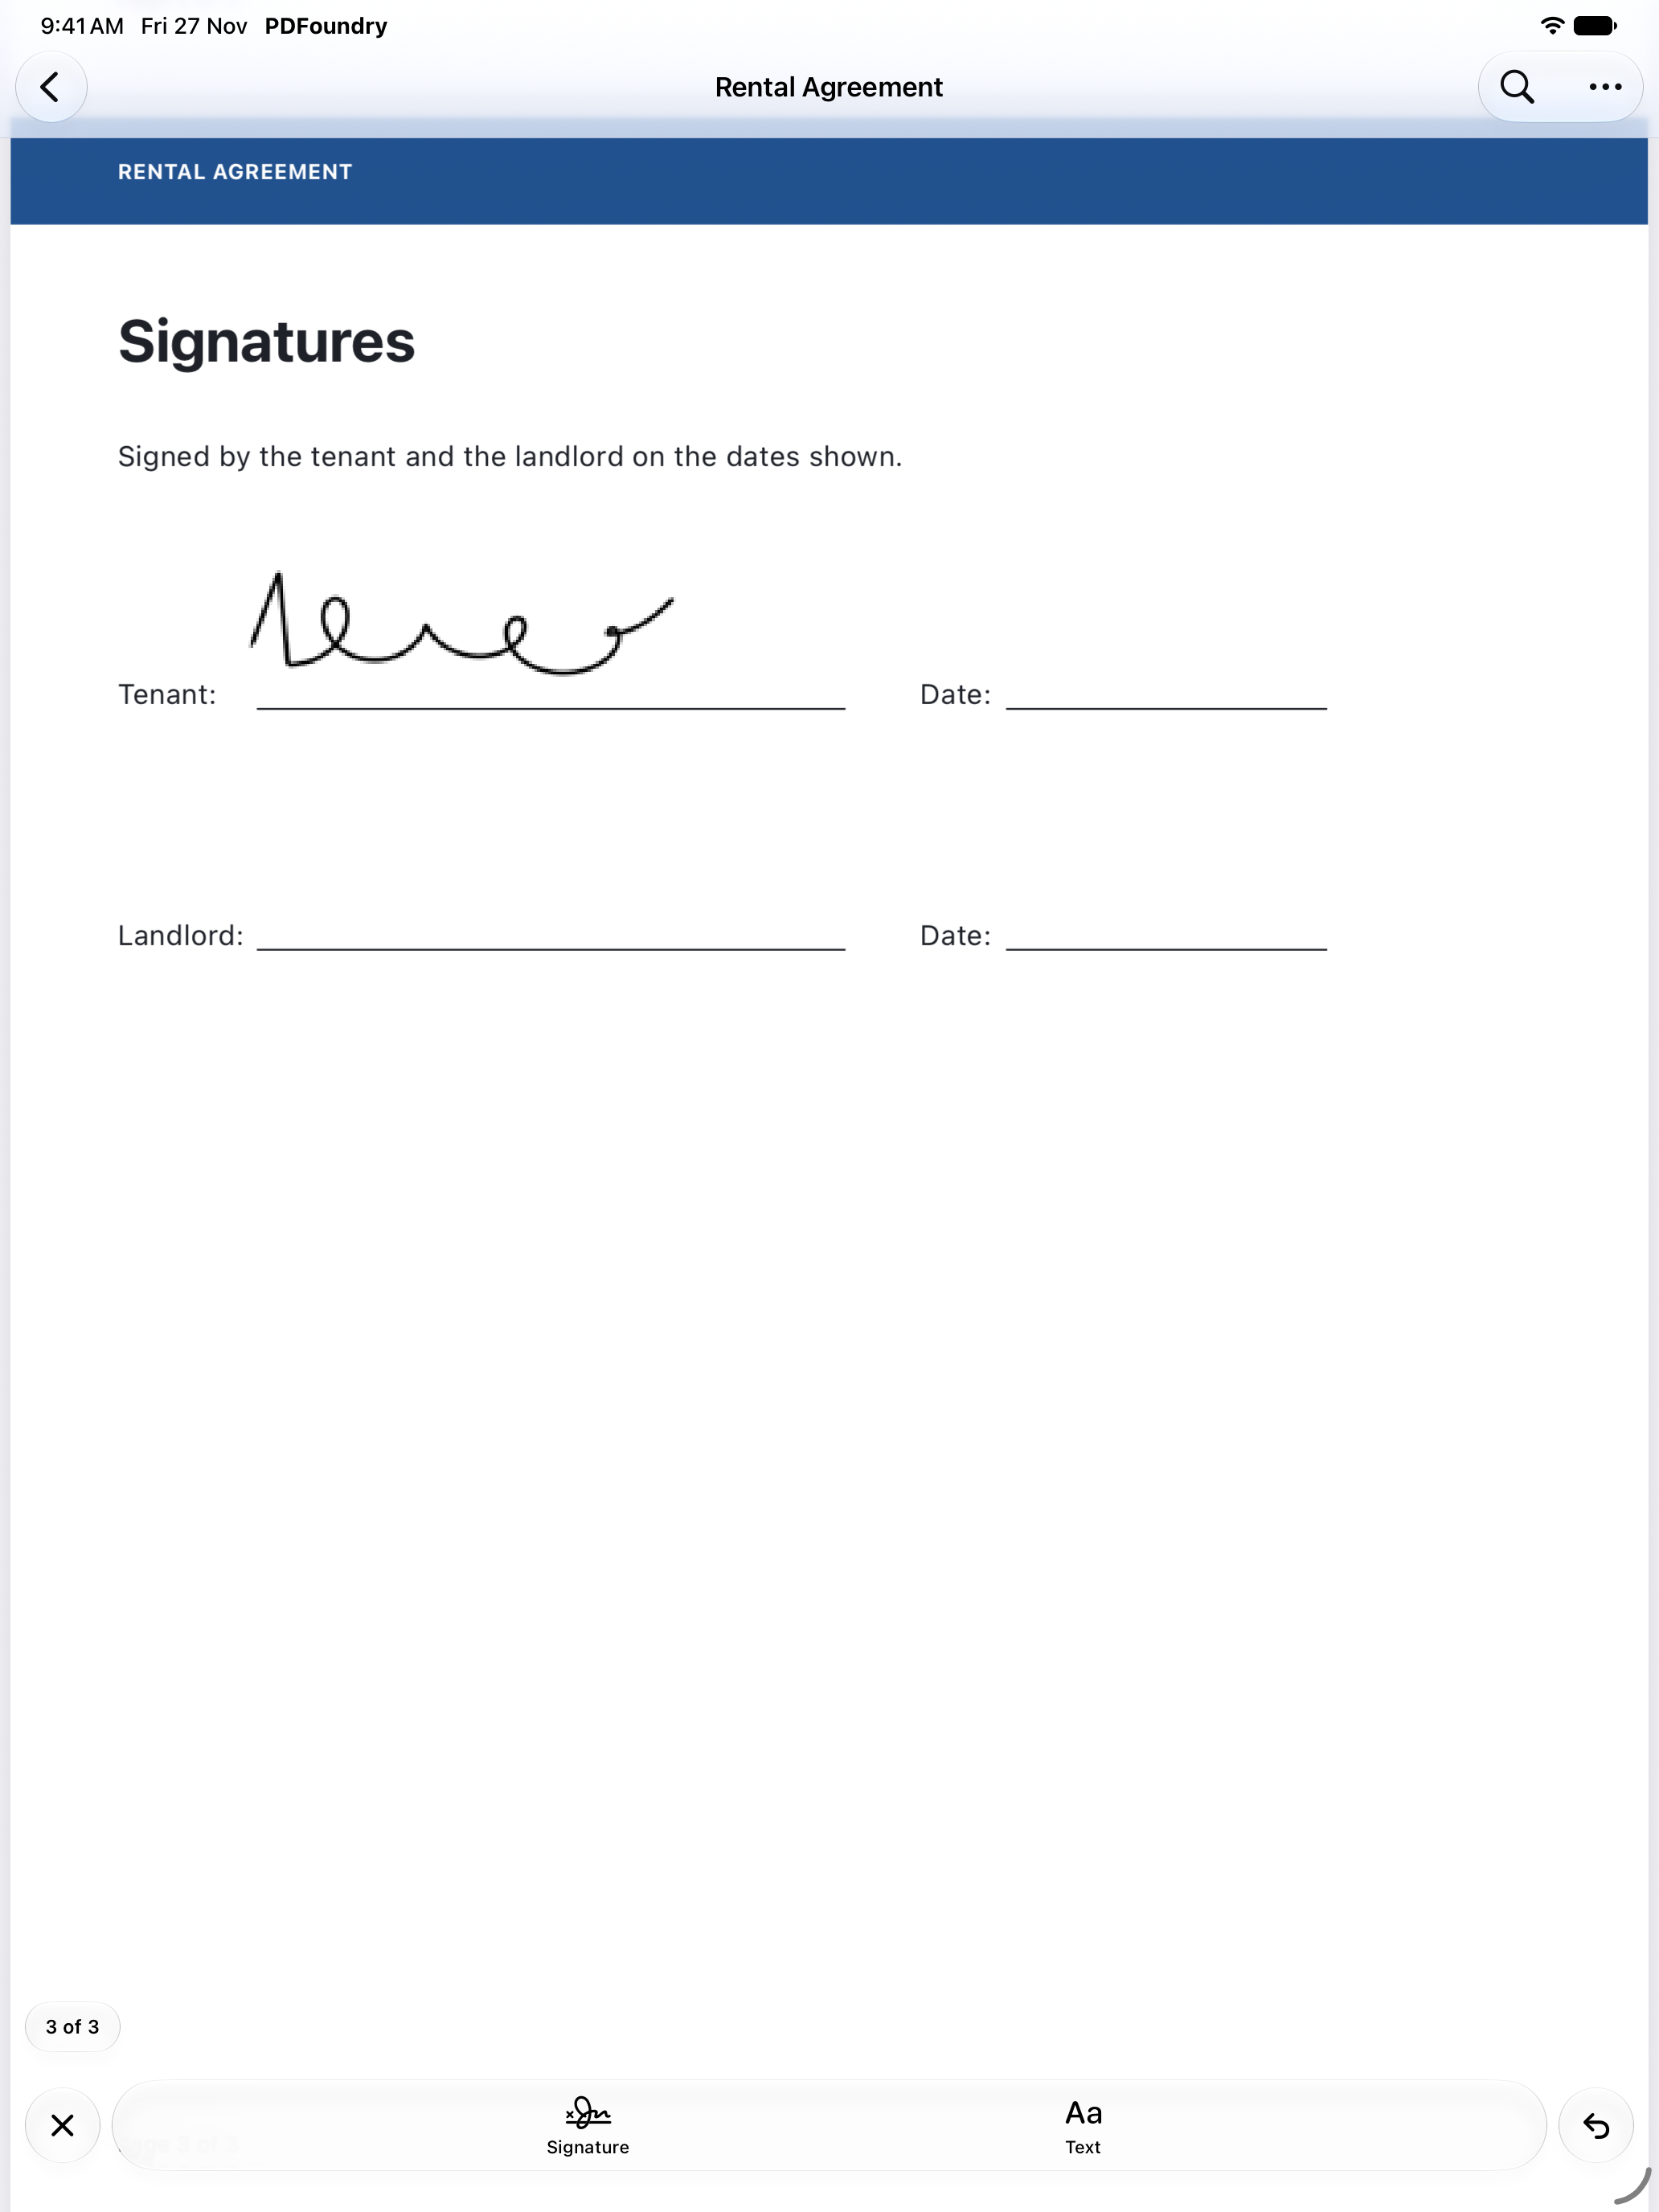 9:41 AM Fri 27 Nov PDFoundry
Rental Agreement
RENTAL AGREEMENT
Signatures
Signed by the tenant and the landlord on the dates shown.
Tenant: Date:
Landlord: Date:
3 of 3
Signature
Aa
Text